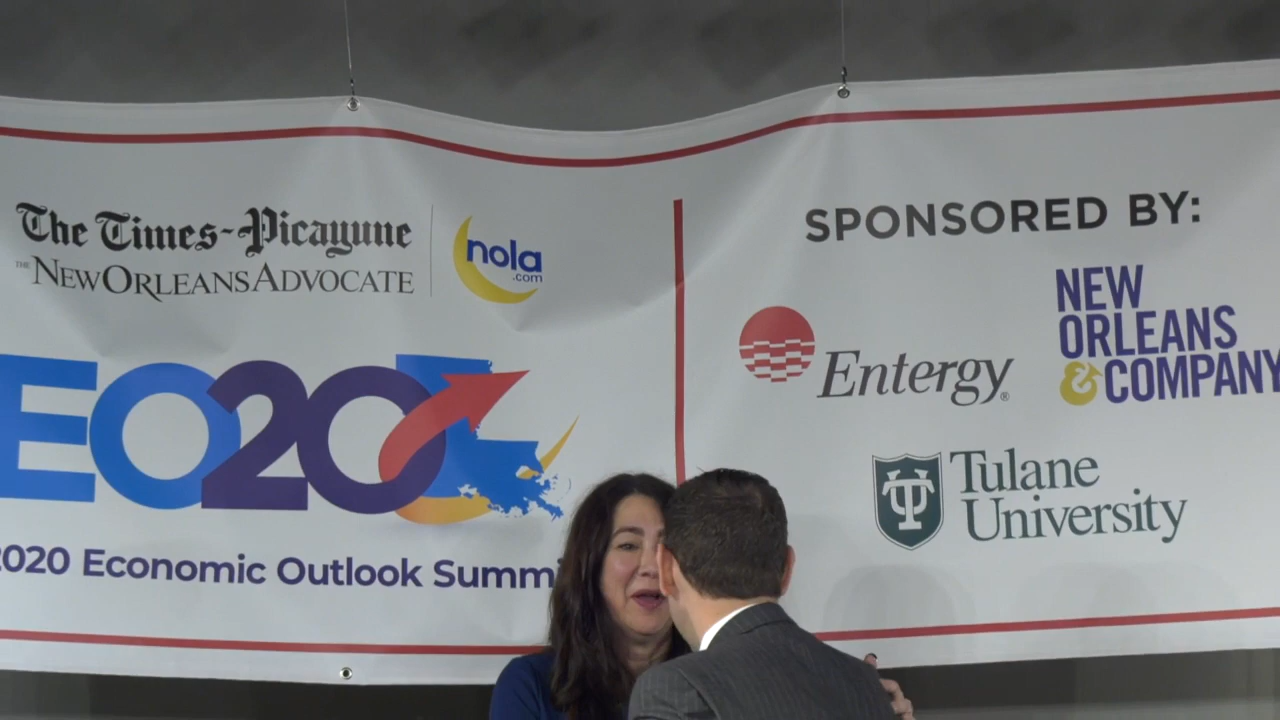 The Times-Picayune
THE NEW ORLEANS ADVOCATE
nola
.com
EO20
2020 Economic Outlook Summi
SPONSORED BY:
Entergy®
NEW
ORLEANS
& COMPANY
Tulane
University